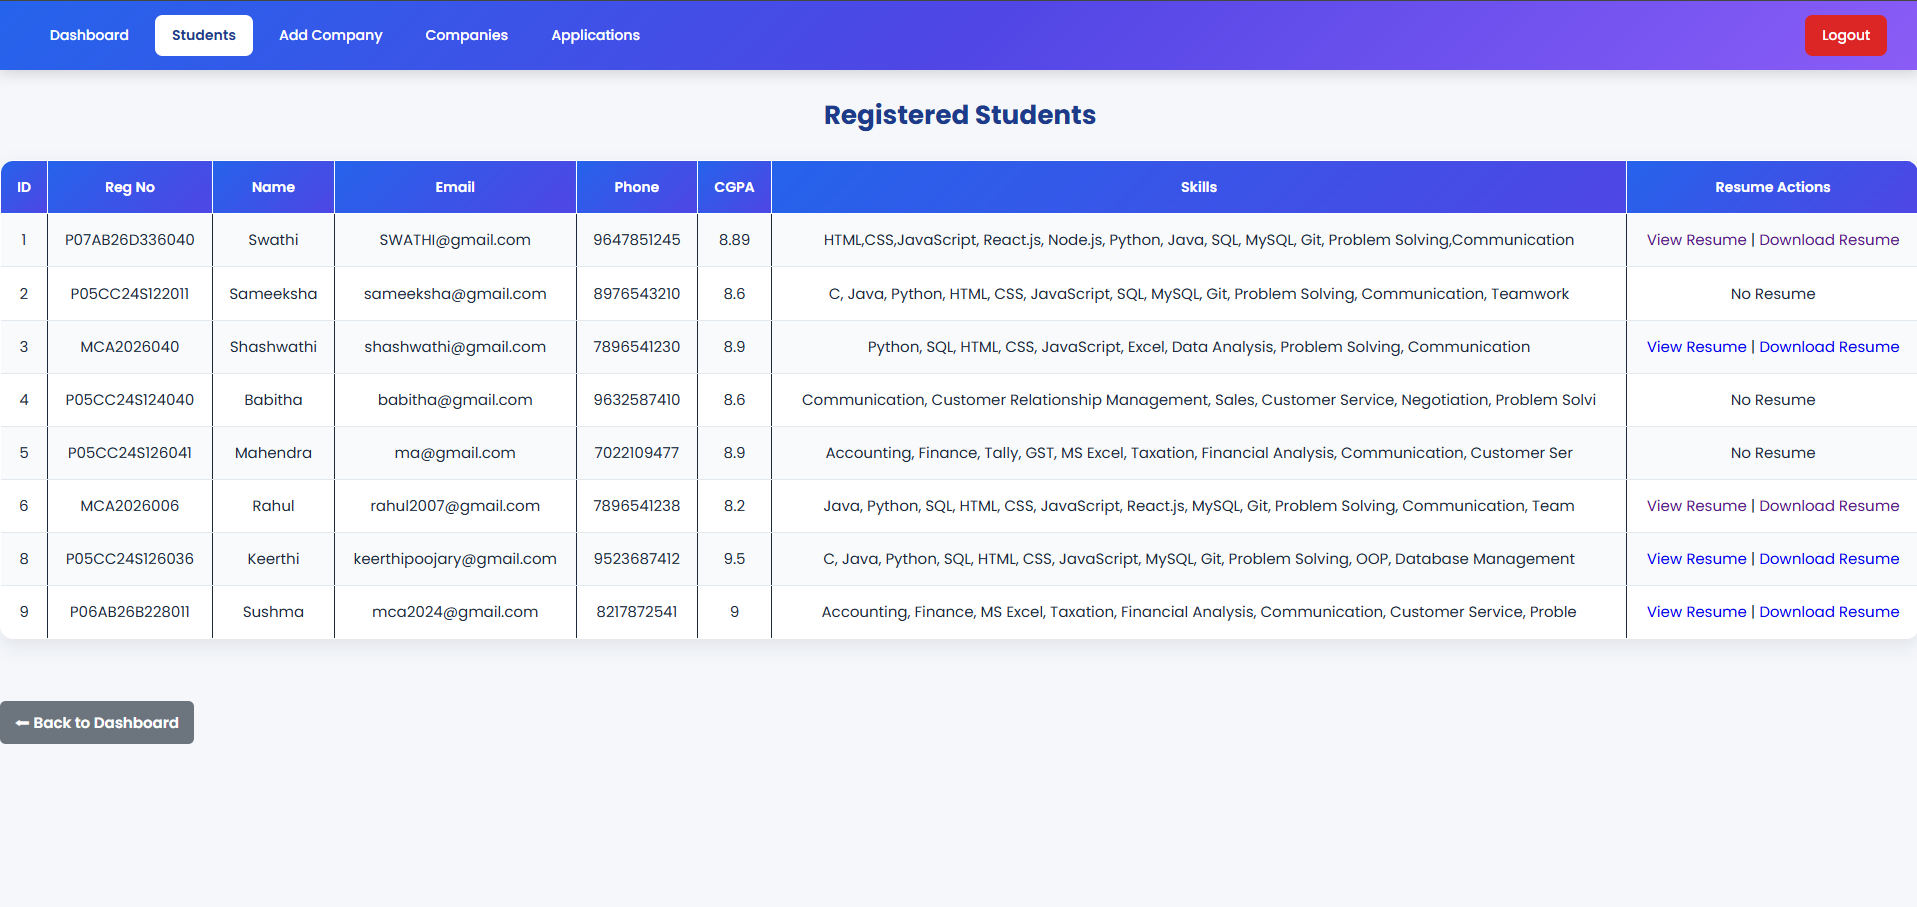 Dashboard Students Add Company Companies Applications Logout
Registered Students
ID Reg No Name Email Phone CGPA Skills Resume Actions
1 P07AB26D336040 Swathi SWATHI@gmail.com 9647851245 8.89 HTML,CSS,JavaScript, React.js, Node.js, Python, Java, SQL, MySQL, Git, Problem Solving,Communication View Resume | Download Resume
2 P05CC24S122011 Sameeksha sameeksha@gmail.com 8976543210 8.6 C, Java, Python, HTML, CSS, JavaScript, SQL, MySQL, Git, Problem Solving, Communication, Teamwork No Resume
3 MCA2026040 Shashwathi shashwathi@gmail.com 7896541230 8.9 Python, SQL, HTML, CSS, JavaScript, Excel, Data Analysis, Problem Solving, Communication View Resume | Download Resume
4 P05CC24S124040 Babitha babitha@gmail.com 9632587410 8.6 Communication, Customer Relationship Management, Sales, Customer Service, Negotiation, Problem Solvi No Resume
5 P05CC24S126041 Mahendra ma@gmail.com 7022109477 8.9 Accounting, Finance, Tally, GST, MS Excel, Taxation, Financial Analysis, Communication, Customer Ser No Resume
6 MCA2026006 Rahul rahul2007@gmail.com 7896541238 8.2 Java, Python, SQL, HTML, CSS, JavaScript, React.js, MySQL, Git, Problem Solving, Communication, Team View Resume | Download Resume
8 P05CC24S126036 Keerthi keerthipoojary@gmail.com 9523687412 9.5 C, Java, Python, SQL, HTML, CSS, JavaScript, MySQL, Git, Problem Solving, OOP, Database Management View Resume | Download Resume
9 P06AB26B228011 Sushma mca2024@gmail.com 8217872541 9 Accounting, Finance, MS Excel, Taxation, Financial Analysis, Communication, Customer Service, Proble View Resume | Download Resume
⬅ Back to Dashboard